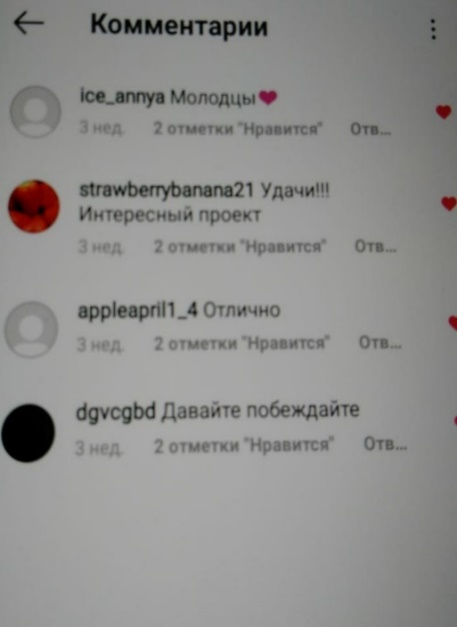 Комментарии
ice_annya Молодцы
3 нед. 2 отметки "Нравится" Отв...
strawberrybanana21 Удачи!!!
Интересный проект
3 нед. 2 отметки "Нравится" Отв...
appleapril1_4 Отлично
3 нед. 2 отметки "Нравится" Отв...
dgvcgbd Давайте побеждайте
3 нед. 2 отметки "Нравится" Отв...